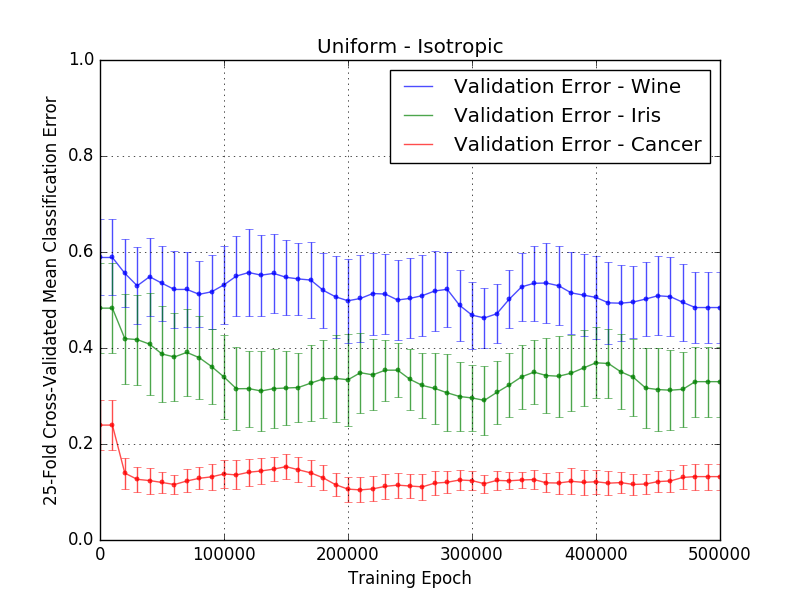 Uniform - Isotropic
1.0
0.8
0.6
0.4
0.2
0.0
25-Fold Cross-Validated Mean Classification Error
Validation Error - Wine
Validation Error - Iris
Validation Error - Cancer
0 100000 200000 300000 400000 500000
Training Epoch